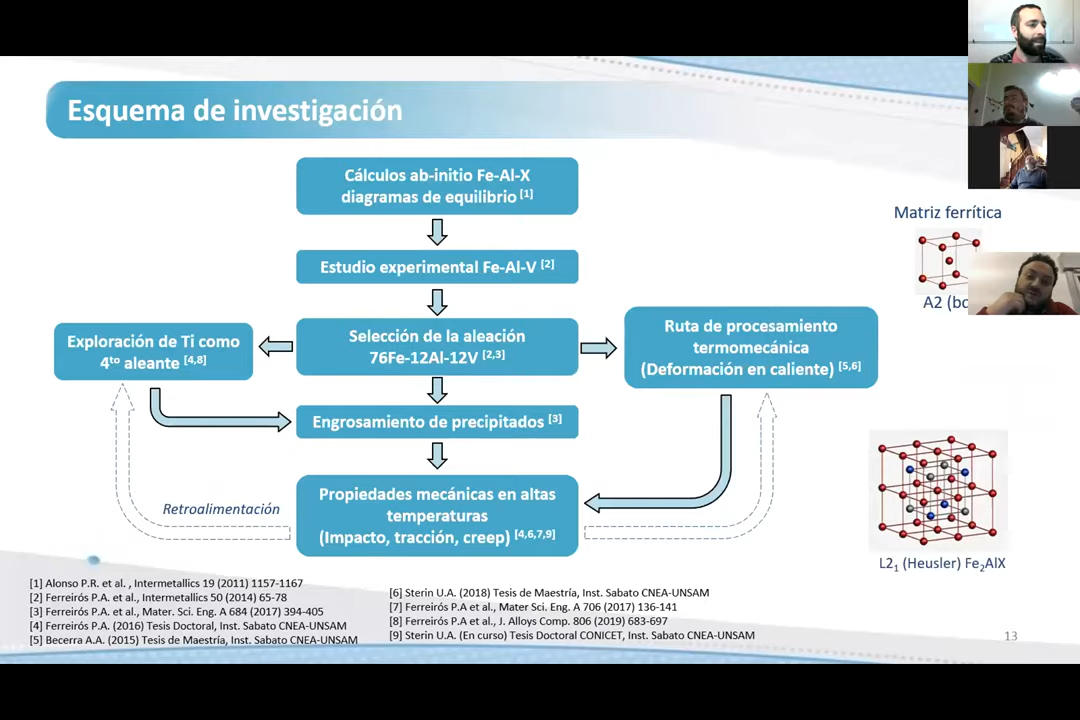 Esquema de investigación
Cálculos ab-initio Fe-Al-X
diagramas de equilibrio [1]
Estudio experimental Fe-Al-V [2]
Selección de la aleación
76Fe-12Al-12V [2,3]
Exploración de Ti como
4to aleante [4,8]
Ruta de procesamiento
termomecánica
(Deformación en caliente) [5,6]
Engrosamiento de precipitados [3]
Propiedades mecánicas en altas
temperaturas
(Impacto, tracción, creep) [4,6,7,9]
Retroalimentación
Matriz ferrítica
A2 (bc
L21 (Heusler) Fe2AlX
[1] Alonso P.R. et al. , Intermetallics 19 (2011) 1157-1167
[2] Ferreirós P.A. et al., Intermetallics 50 (2014) 65-78
[3] Ferreirós P.A. et al., Mater. Sci. Eng. A 684 (2017) 394-405
[4] Ferreirós P.A. (2016) Tesis Doctoral, Inst. Sabato CNEA-UNSAM
[5] Becerra A.A. (2015) Tesis de Maestría, Inst. Sabato CNEA-UNSAM
[6] Sterin U.A. (2018) Tesis de Maestría, Inst. Sabato CNEA-UNSAM
[7] Ferreirós P.A et al., Mater Sci. Eng. A 706 (2017) 136-141
[8] Ferreirós P.A et al., J. Alloys Comp. 806 (2019) 683-697
[9] Sterin U.A. (En curso) Tesis Doctoral CONICET, Inst. Sabato CNEA-UNSAM
13